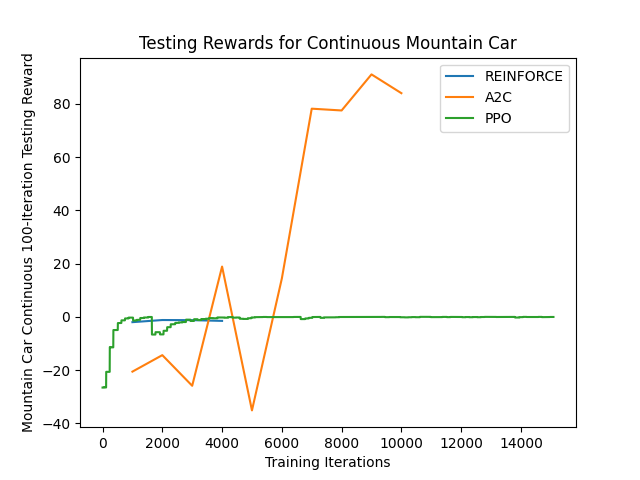 Testing Rewards for Continuous Mountain Car
Mountain Car Continuous 100-Iteration Testing Reward
80
60
40
20
0
−20
−40
REINFORCE
A2C
PPO
0 2000 4000 6000 8000 10000 12000 14000
Training Iterations